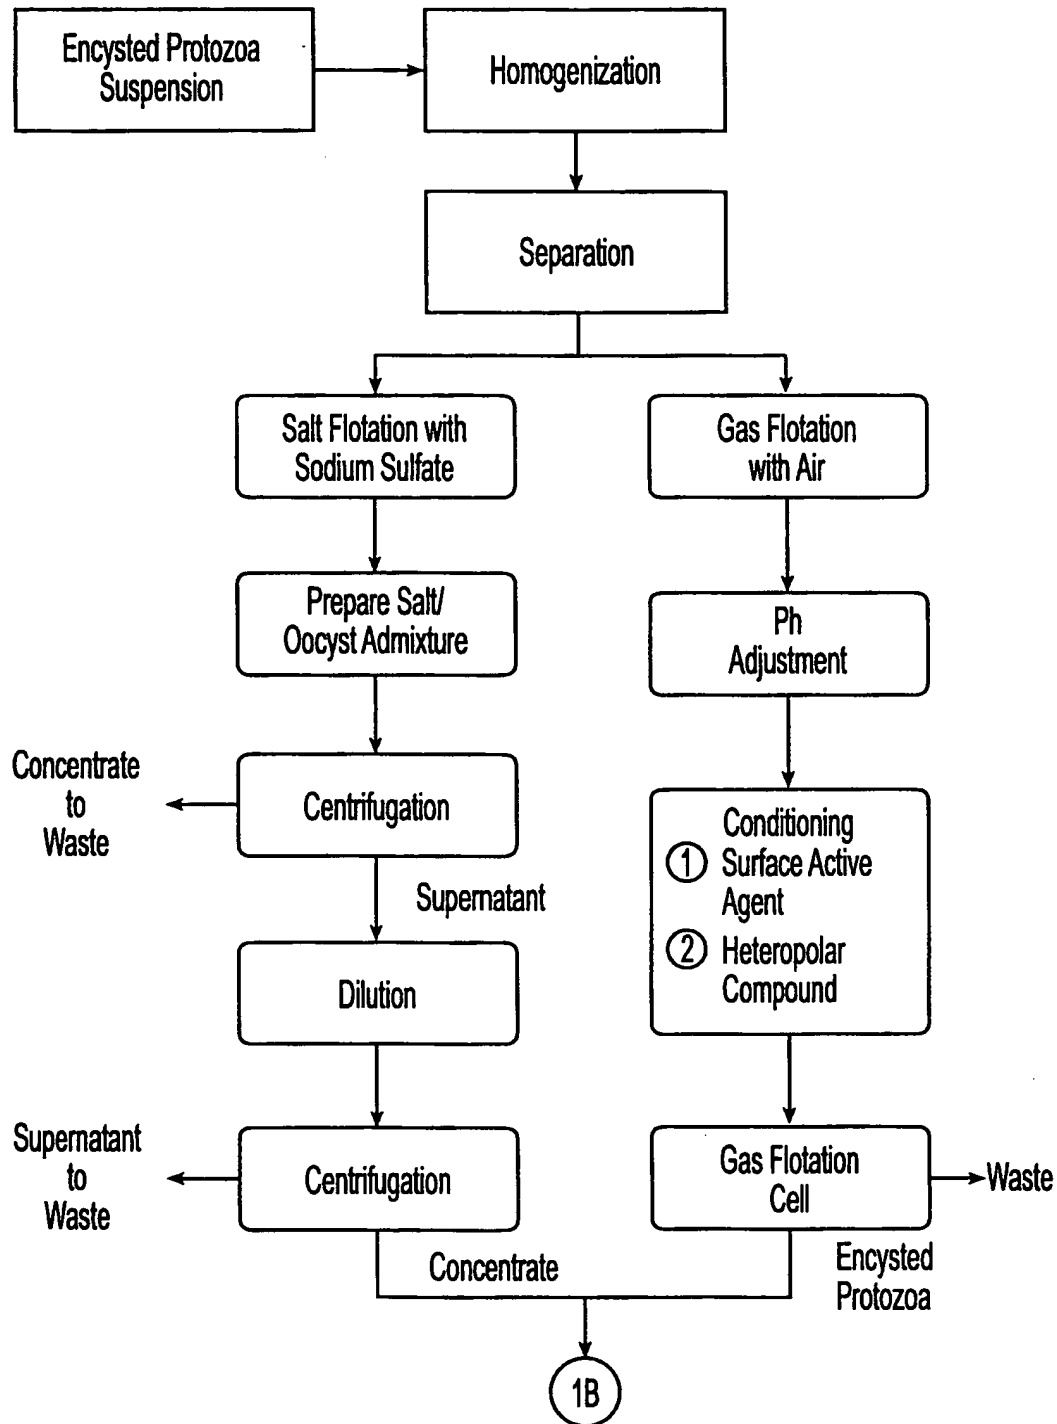 Encysted Protozoa
Suspension
Homogenization
Separation
Salt Flotation with
Sodium Sulfate
Gas Flotation
with Air
Prepare Salt/
Oocyst Admixture
Ph
Adjustment
Concentrate
to
Waste
Centrifugation
Conditioning
1 Surface Active
Agent
2 Heteropolar
Compound
Supernatant
Dilution
Supernatant
to
Waste
Centrifugation
Gas Flotation
Cell
Waste
Concentrate
Encysted
Protozoa
1B